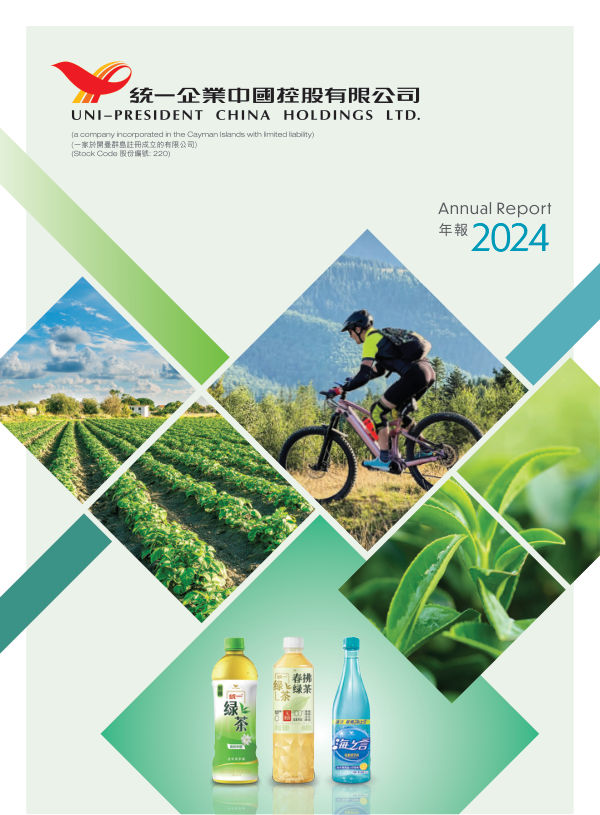 統一企業中國控股有限公司
UNI-PRESIDENT CHINA HOLDINGS LTD.
(a company incorporated in the Cayman Islands with limited liability)
(一家於開曼群島註冊成立的有限公司)
(Stock Code 股份編號: 220)
Annual Report
年報 2024
統一
绿茶
春拂
绿茶
海之言